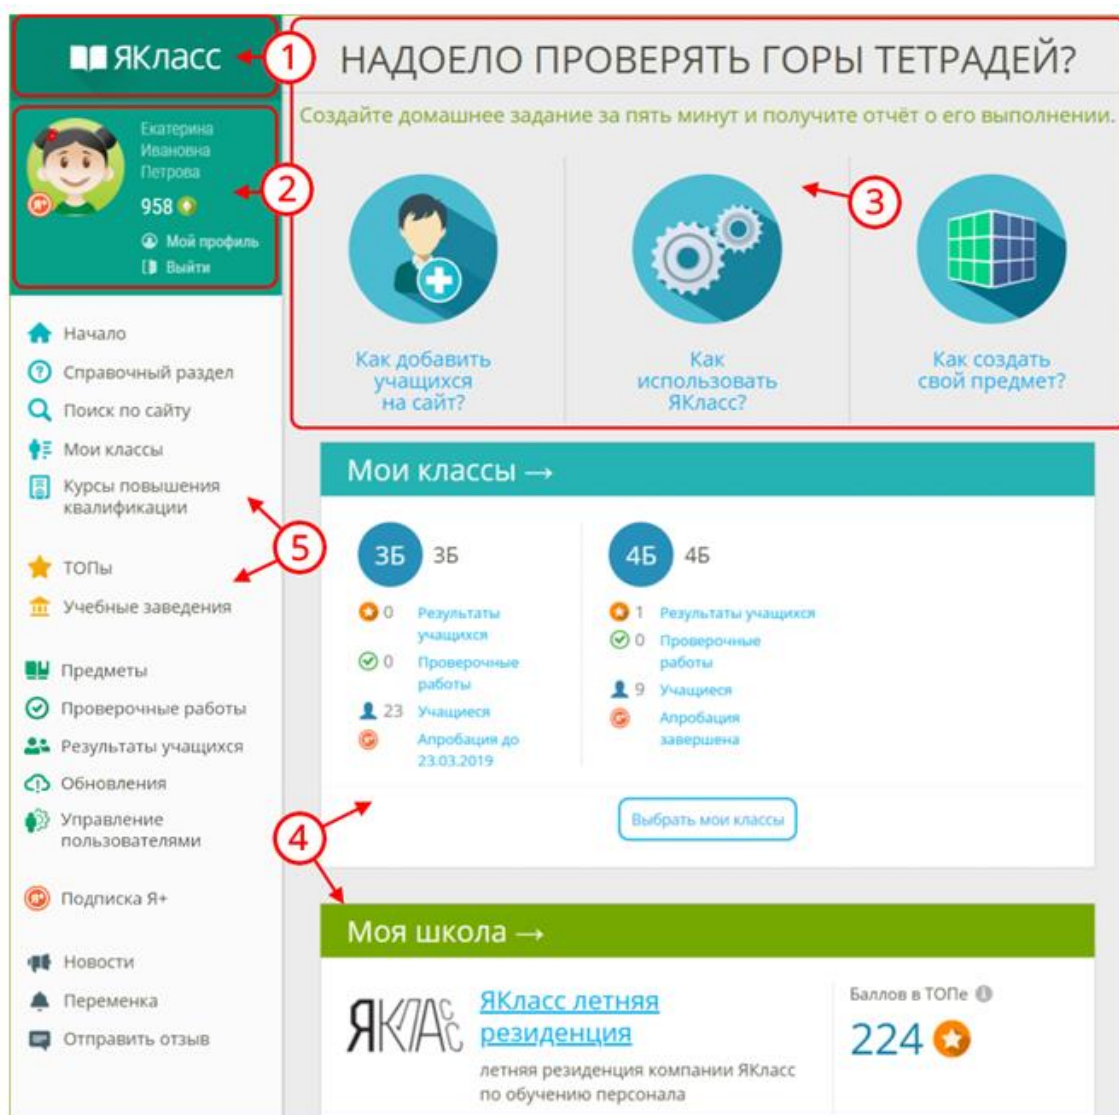 ЯКласс
1
Екатерина
Ивановна
Петрова
958
Мой профиль
Выйти
2
НАДОЕЛО ПРОВЕРЯТЬ ГОРЫ ТЕТРАДЕЙ?
Создайте домашнее задание за пять минут и получите отчёт о его выполнении.
3
Как добавить
учащихся
на сайт?
Как
использовать
ЯКласс?
Как создать
свой предмет?
Начало
Справочный раздел
Поиск по сайту
Мои классы
Курсы повышения
квалификации
5
ТОПы
Учебные заведения
Предметы
Проверочные работы
Результаты учащихся
Обновления
Управление
пользователями
Я+ Подписка Я+
Новости
Переменка
Отправить отзыв
Мои классы →
3Б 3Б
0 Результаты
учащихся
0 Проверочные
работы
23 Учащиеся
Апробация до
23.03.2019
4Б 4Б
1 Результаты учащихся
0 Проверочные
работы
9 Учащиеся
Апробация
завершена
4
Выбрать мои классы
Моя школа →
ЯКЛАСС
ЯКласс летняя
резиденция
летняя резиденция компании ЯКласс
по обучению персонала
Баллов в ТОПе
224